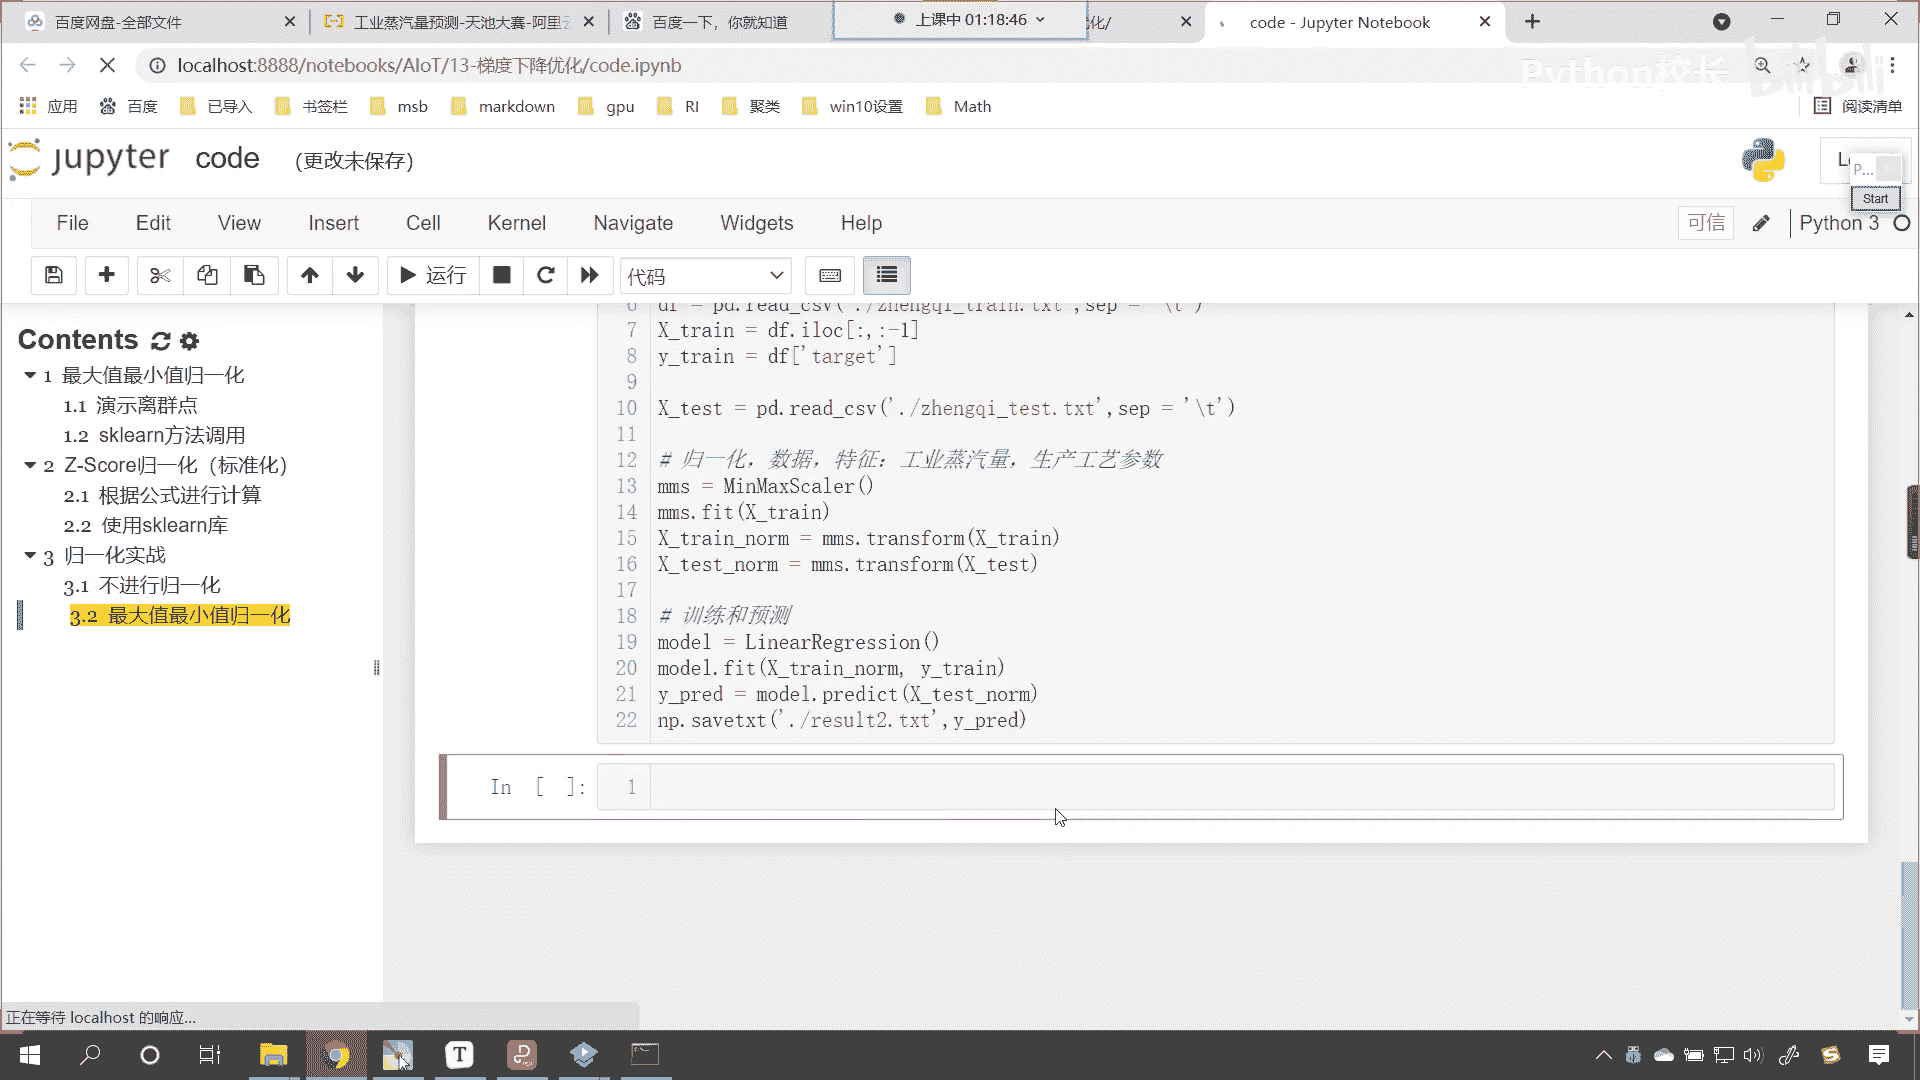 百度网盘-全部文件
工业蒸汽量预测-天池大赛-阿里
百度一下，你就知道
上课中 01:18:46
化/
code - Jupyter Notebook
localhost:8888/notebooks/AIoT/13-梯度下降优化/code.ipynb
Python校长
bilibili
应用
百度
已导入
书签栏
msb
markdown
gpu
RI
聚类
win10设置
Math
阅读清单
jupyter
code
(更改未保存)
P...
Start
File
Edit
View
Insert
Cell
Kernel
Navigate
Widgets
Help
可信
Python 3
运行
代码
Contents
1 最大值最小值归一化
1.1 演示离群点
1.2 sklearn方法调用
2 Z-Score归一化（标准化）
2.1 根据公式进行计算
2.2 使用sklearn库
3 归一化实战
3.1 不进行归一化
3.2 最大值最小值归一化
6 df = pd.read_csv('./zhengqi_train.txt',sep = '\t')
7 X_train = df.iloc[:,:-1]
8 y_train = df['target']
9
10 X_test = pd.read_csv('./zhengqi_test.txt',sep = '\t')
11
12 # 归一化，数据，特征：工业蒸汽量，生产工艺参数
13 mms = MinMaxScaler()
14 mms.fit(X_train)
15 X_train_norm = mms.transform(X_train)
16 X_test_norm = mms.transform(X_test)
17
18 # 训练和预测
19 model = LinearRegression()
20 model.fit(X_train_norm, y_train)
21 y_pred = model.predict(X_test_norm)
22 np.savetxt('./result2.txt',y_pred)
In [ ]: 1
正在等待 localhost 的响应...